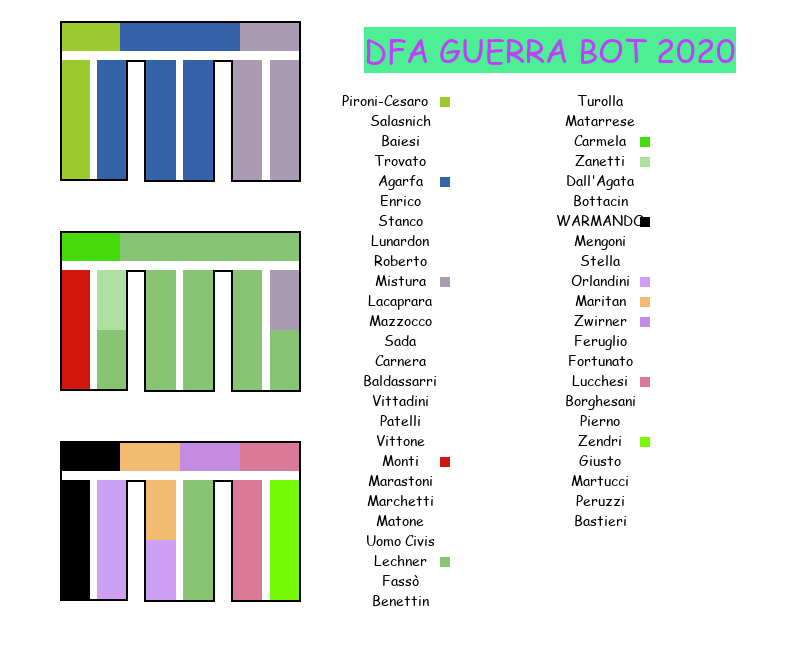 DFA GUERRA BOT 2020
Pironi-Cesaro
Salasnich
Baiesi
Trovato
Agarfa
Enrico
Stanco
Lunardon
Roberto
Mistura
Lacaprara
Mazzocco
Sada
Carnera
Baldassarri
Vittadini
Patelli
Vittone
Monti
Marastoni
Marchetti
Matone
Uomo Civis
Lechner
Fassò
Benettin
Turolla
Matarrese
Carmela
Zanetti
Dall'Agata
Bottacin
WARMANDO
Mengoni
Stella
Orlandini
Maritan
Zwirner
Feruglio
Fortunato
Lucchesi
Borghesani
Pierno
Zendri
Giusto
Martucci
Peruzzi
Bastieri